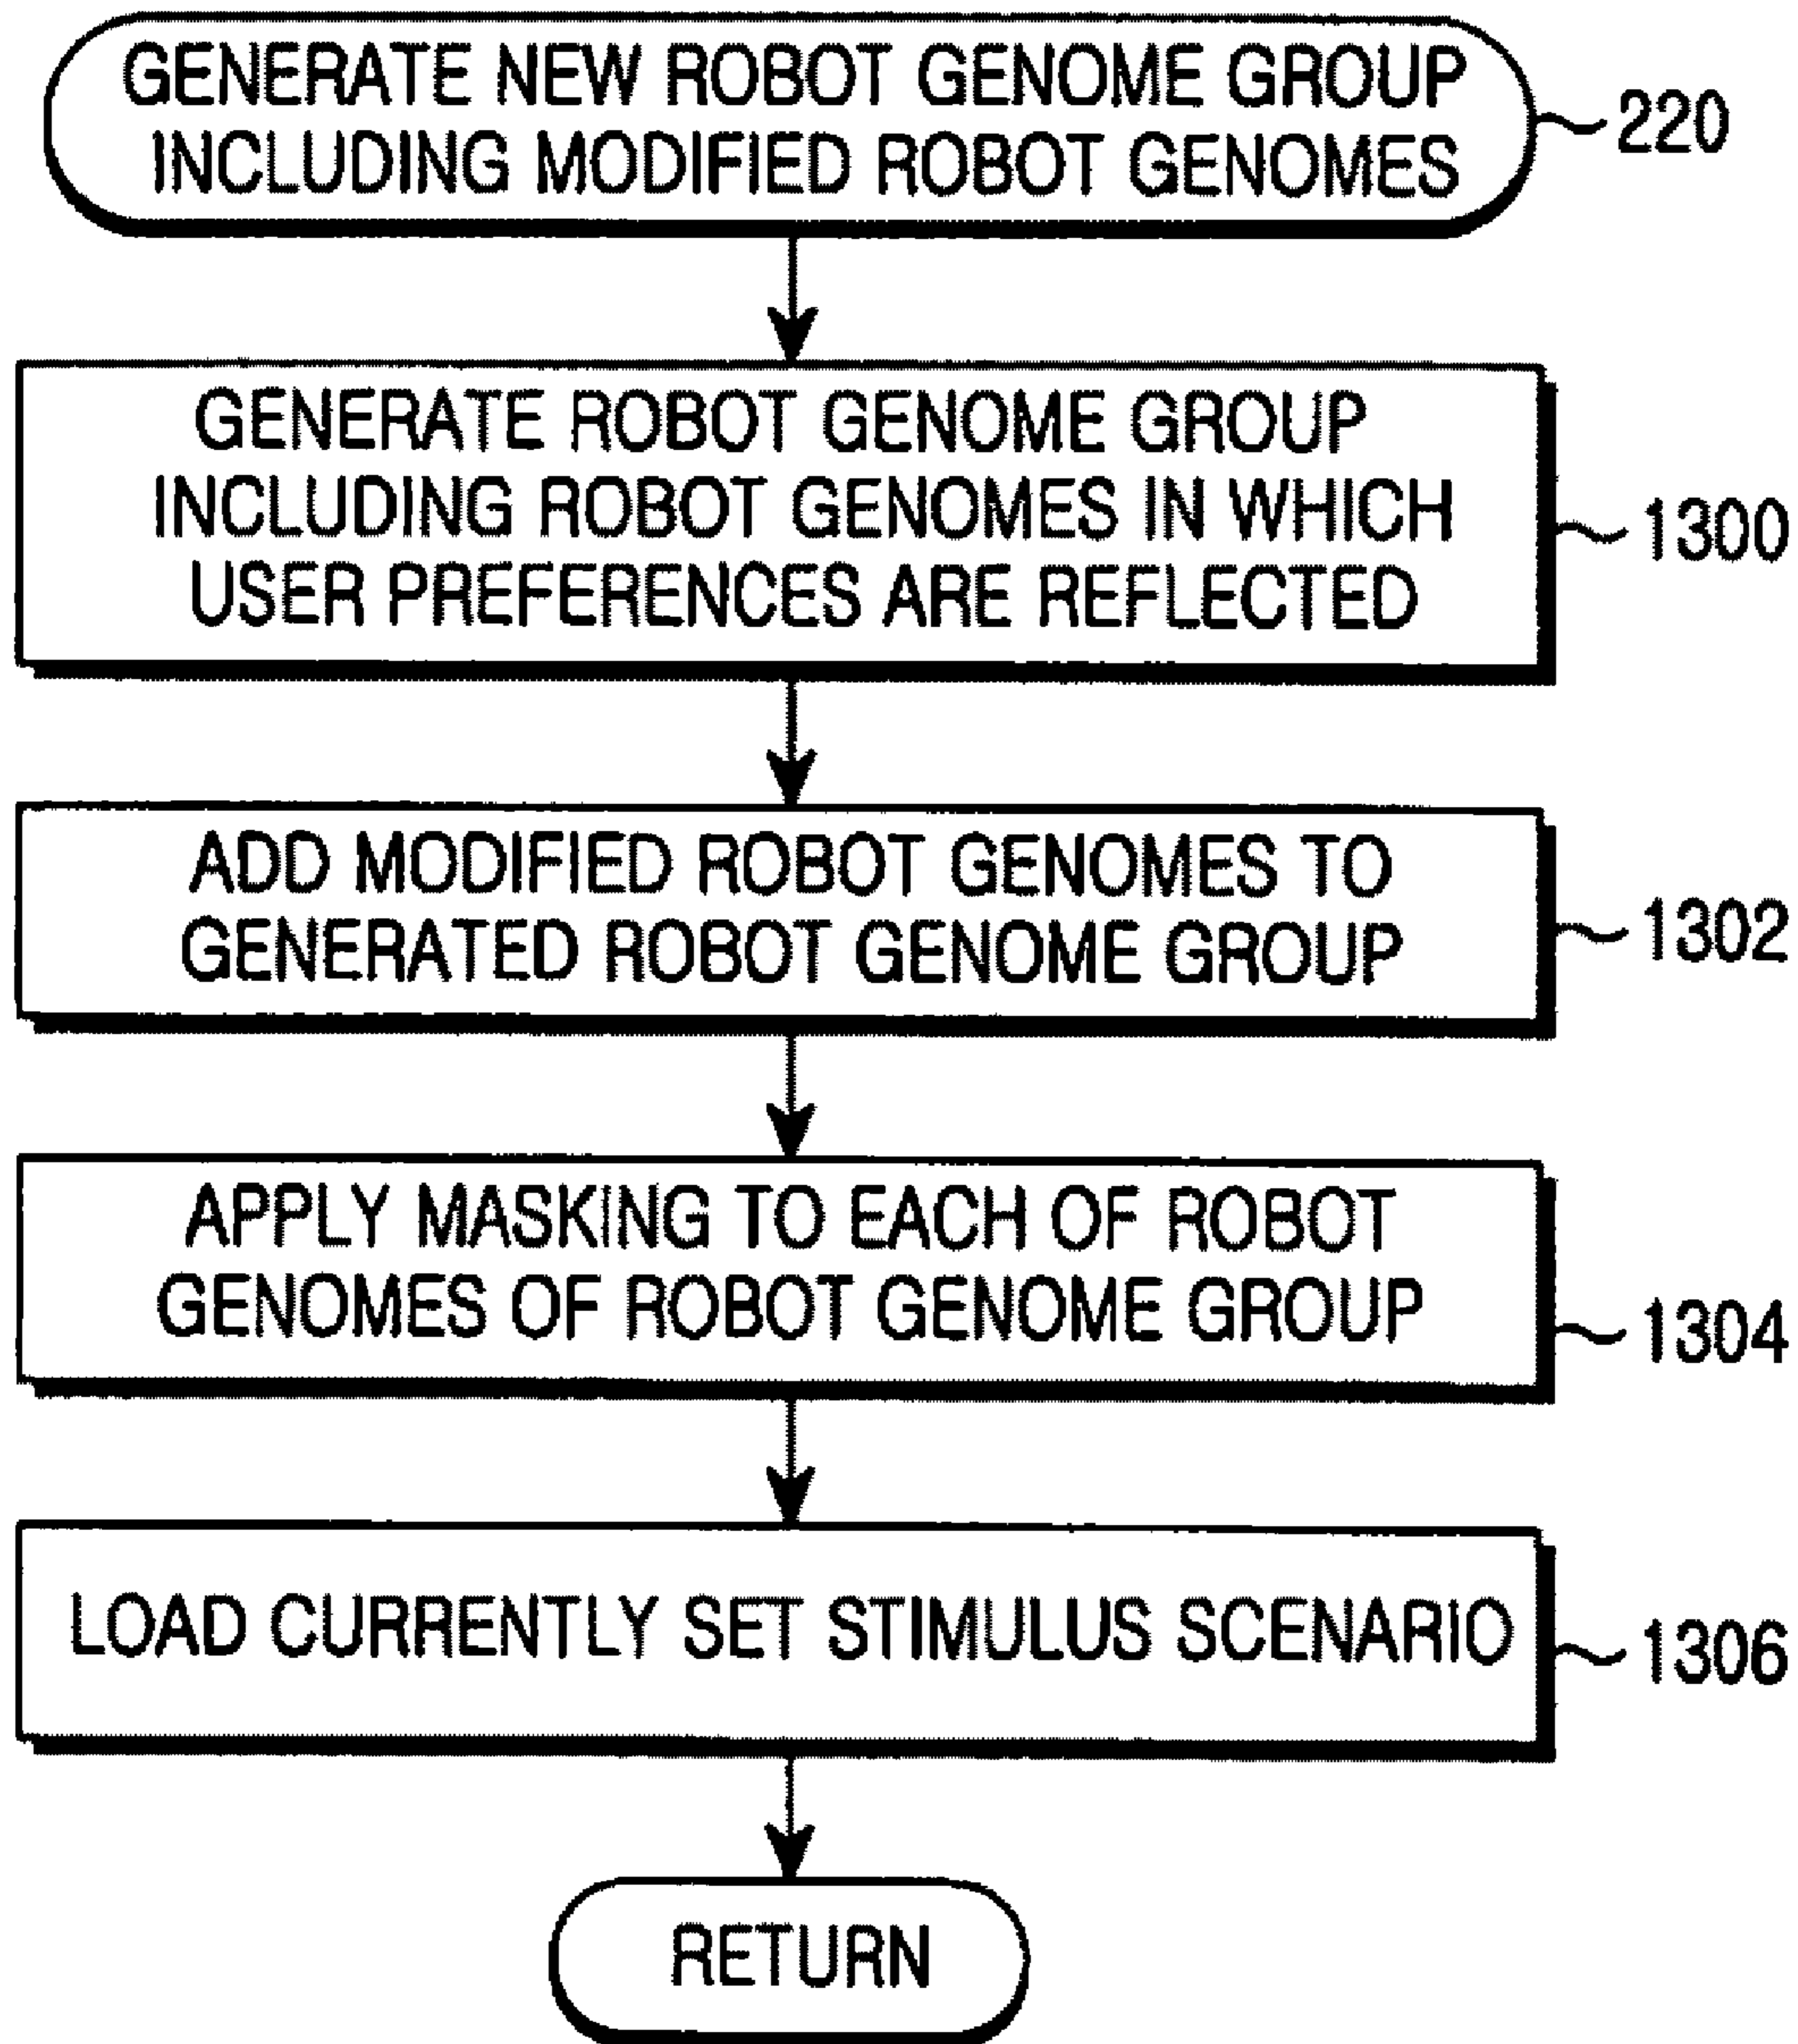 GENERATE NEW ROBOT GENOME GROUP
INCLUDING MODIFIED ROBOT GENOMES
220
GENERATE ROBOT GENOME GROUP
INCLUDING ROBOT GENOMES IN WHICH
USER PREFERENCES ARE REFLECTED
1300
ADD MODIFIED ROBOT GENOMES TO
GENERATED ROBOT GENOME GROUP
1302
APPLY MASKING TO EACH OF ROBOT
GENOMES OF ROBOT GENOME GROUP
1304
LOAD CURRENTLY SET STIMULUS SCENARIO
1306
RETURN